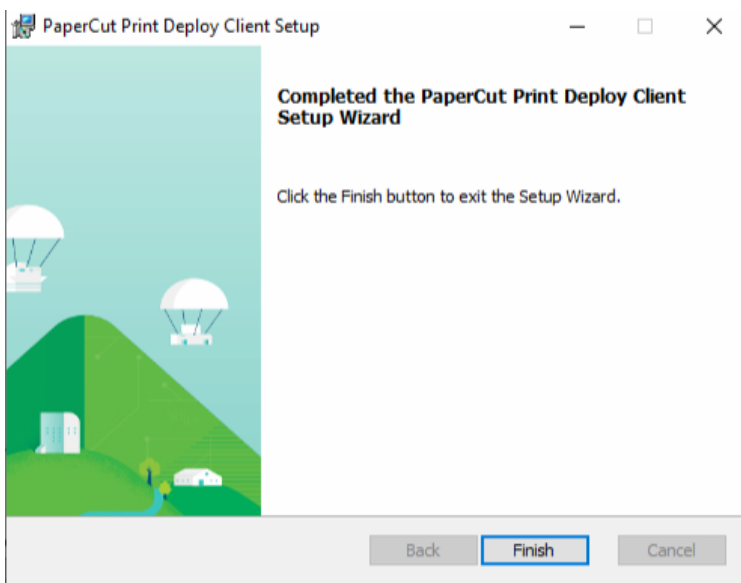 PaperCut Print Deploy Client Setup
Completed the PaperCut Print Deploy Client
Setup Wizard
Click the Finish button to exit the Setup Wizard.
Back
Finish
Cancel